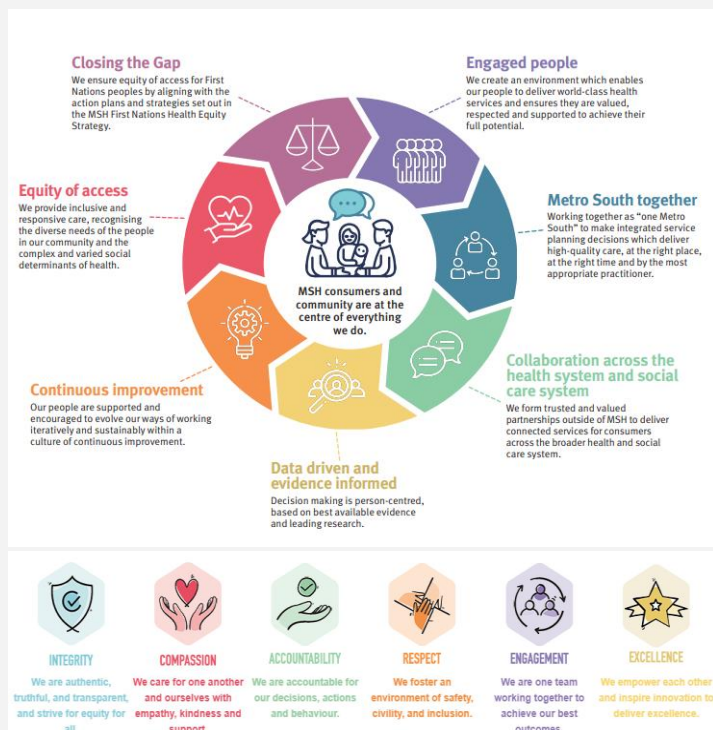 Closing the Gap
We ensure equity of access for First
Nations peoples by aligning with the
action plans and strategies set out in
the MSH First Nations Health Equity
Strategy.
Engaged people
We create an environment which enables
our people to deliver world-class health
services and ensures they are valued,
respected and supported to achieve their
full potential.
Equity of access
We provide inclusive and
responsive care, recognising
the diverse needs of the people
in our community and the
complex and varied social
determinants of health.
Metro South together
Working together as “one Metro
South” to make integrated service
planning decisions which deliver
high-quality care, at the right place,
at the right time and by the most
appropriate practitioner.
MSH consumers and
community are at the
centre of everything
we do.
Continuous improvement
Our people are supported and
encouraged to evolve our ways of working
iteratively and sustainably within a
culture of continuous improvement.
Collaboration across the
health system and social
care system
We form trusted and valued
partnerships outside of MSH to deliver
connected services for consumers
across the broader health and social
care system.
Data driven and
evidence informed
Decision making is person-centred,
based on best available evidence
and leading research.
INTEGRITY
We are authentic,
truthful, and transparent,
and strive for equity for
all.
COMPASSION
We care for one another
and ourselves with
empathy, kindness and
support.
ACCOUNTABILITY
We are accountable for
our decisions, actions
and behaviour.
RESPECT
We foster an
environment of safety,
civility, and inclusion.
ENGAGEMENT
We are one team
working together to
achieve our best
outcomes.
EXCELLENCE
We empower each other
and inspire innovation to
deliver excellence.